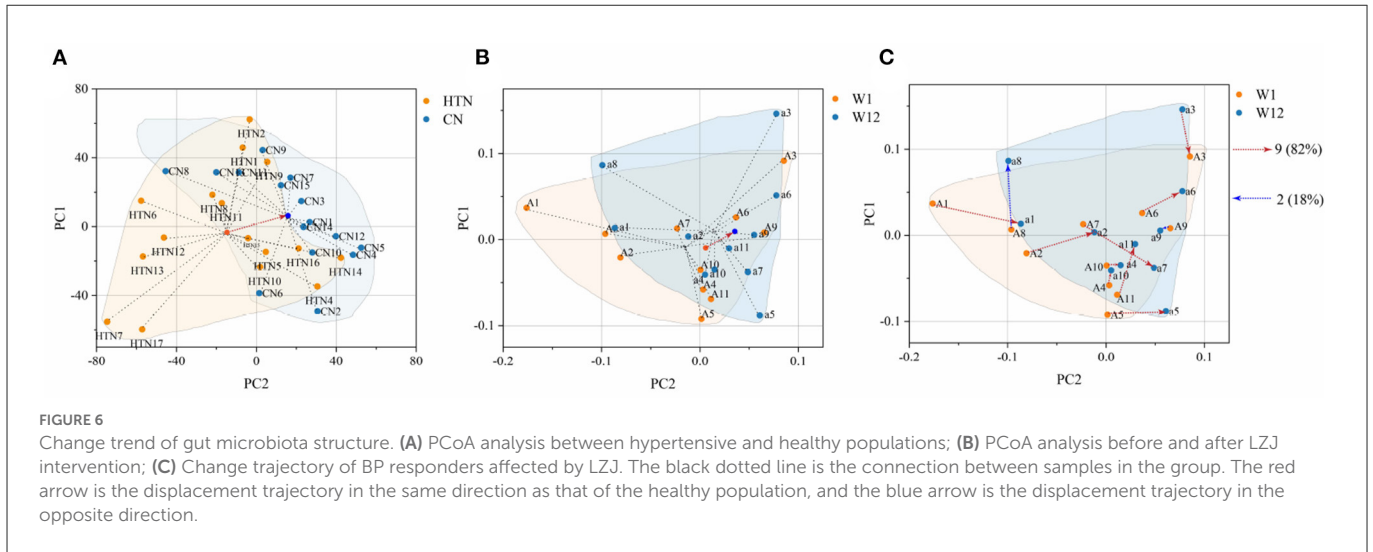 A
B
C
80
40
0
-40
-80
-40
0
40
80
PC1
PC2
HTN
CN
HTN2
CN9
HTN1
CN8
HTN9
CN7
CN15
CN3
HTN6
HTN8
HTN11
CN1
CN14
CN12
HTN12
CN5
CN4
CN10
HTN13
HTN5
HTN16
HTN14
HTN10
CN6
HTN4
CN2
HTN7
HTN17
0.1
0.0
-0.1
-0.2
-0.1
0.0
0.1
PC1
PC2
W1
W12
a3
A3
a8
a6
A1
A6
a1
A7
A9
a2
a9
A2
a11
A10
a7
a4
A4
A11
A5
a5
0.1
0.0
-0.1
-0.2
-0.1
0.0
0.1
PC1
PC2
W1
W12
9 (82%)
2 (18%)
a3
A3
a8
a6
A1
A6
a1
A7
A9
A8
a2
a9
a11
A2
A10
a4
a7
a10
A4
A11
A5
a5
FIGURE 6
Change trend of gut microbiota structure. (A) PCoA analysis between hypertensive and healthy populations; (B) PCoA analysis before and after LZJ
intervention; (C) Change trajectory of BP responders affected by LZJ. The black dotted line is the connection between samples in the group. The red
arrow is the displacement trajectory in the same direction as that of the healthy population, and the blue arrow is the displacement trajectory in the
opposite direction.